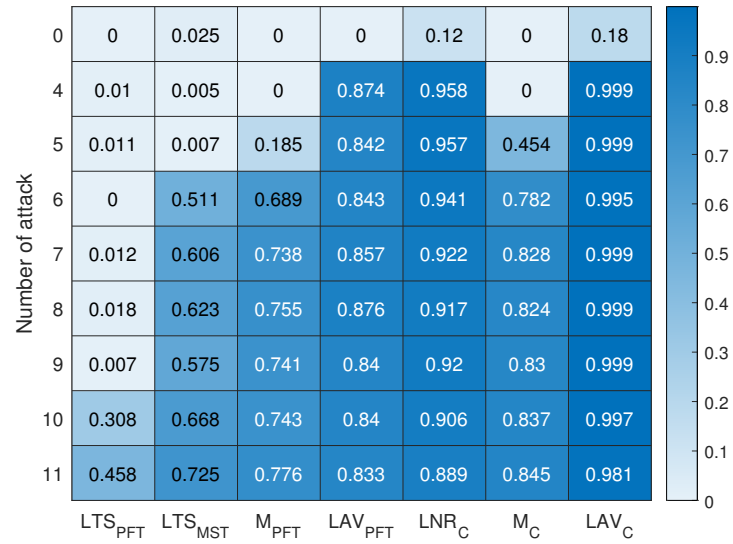 0 0 0.025 0 0 0.12 0 0.18
4 0.01 0.005 0 0.874 0.958 0 0.999
5 0.011 0.007 0.185 0.842 0.957 0.454 0.999
6 0 0.511 0.689 0.843 0.941 0.782 0.995
7 0.012 0.606 0.738 0.857 0.922 0.828 0.999
8 0.018 0.623 0.755 0.876 0.917 0.824 0.999
9 0.007 0.575 0.741 0.84 0.92 0.83 0.999
10 0.308 0.668 0.743 0.84 0.906 0.837 0.997
11 0.458 0.725 0.776 0.833 0.889 0.845 0.981
LTS_PFT LTS_MST M_PFT LAV_PFT LNR_C M_C LAV_C
Number of attack
0.9
0.8
0.7
0.6
0.5
0.4
0.3
0.2
0.1
0